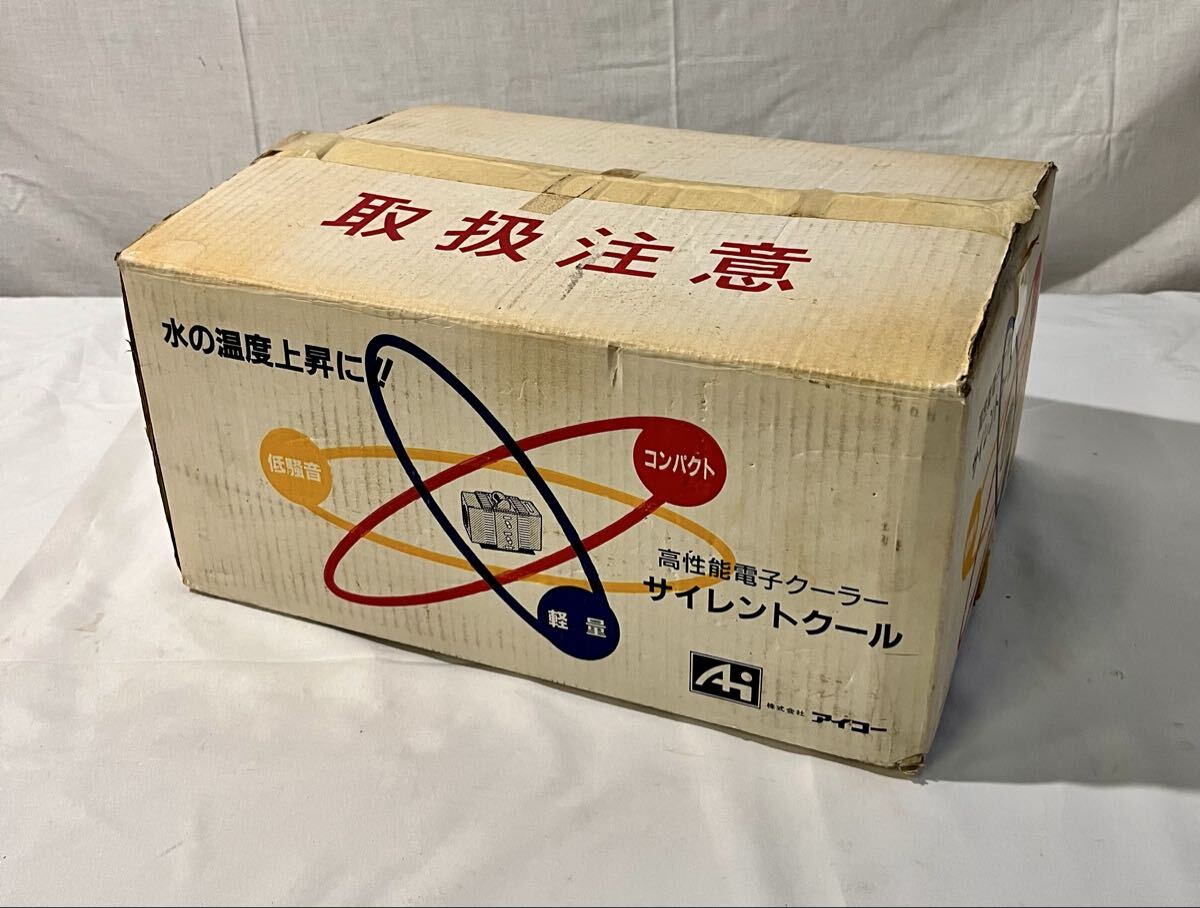 取扱注意
水の温度上昇に!!
低騒音
コンパクト
軽量
高性能電子クーラー
サイレントクール
Ai
株式会社 アイコー